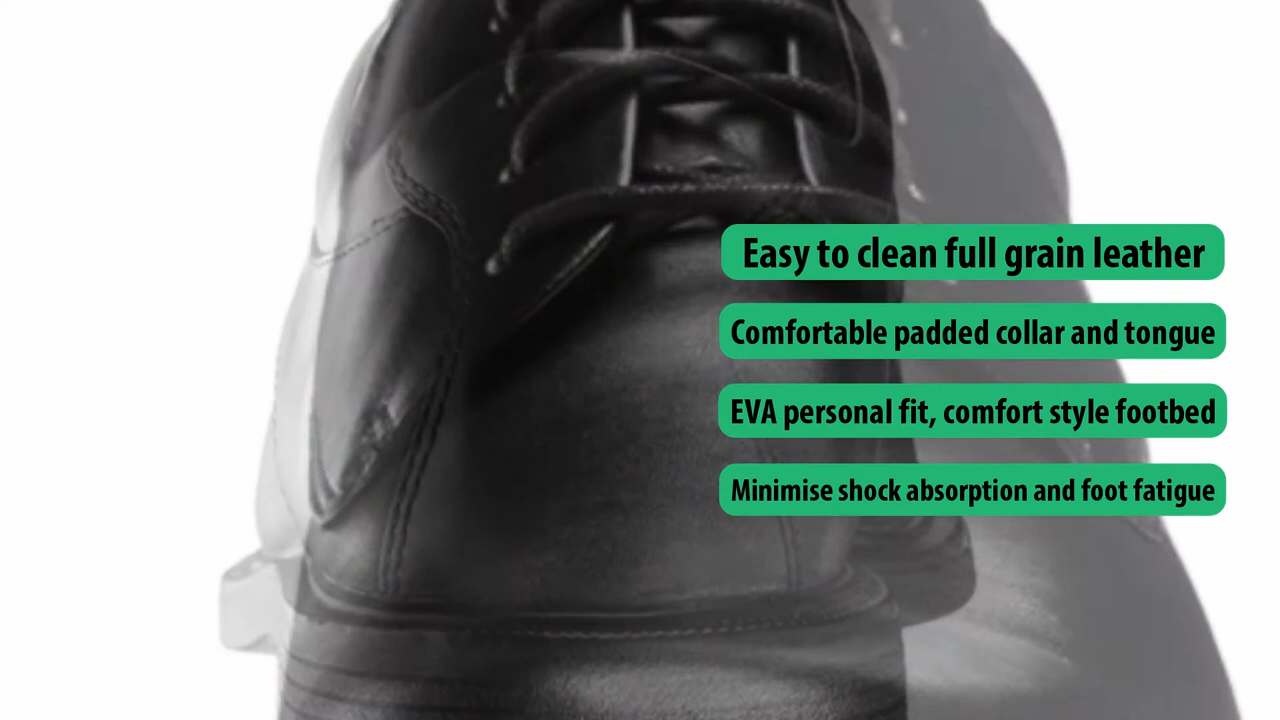 Easy to clean full grain leather
Comfortable padded collar and tongue
EVA personal fit, comfort style footbed
Minimise shock absorption and foot fatigue